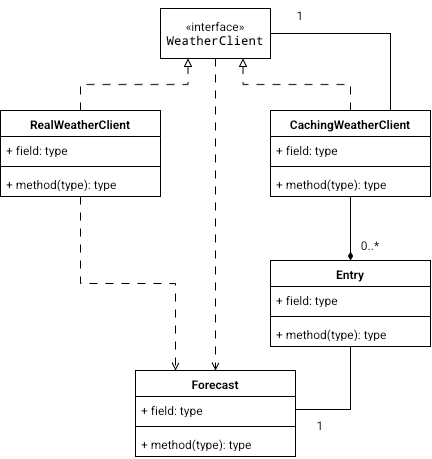 1
«interface»
WeatherClient
RealWeatherClient
+ field: type
+ method(type): type
CachingWeatherClient
+ field: type
+ method(type): type
0..*
Entry
+ field: type
+ method(type): type
Forecast
+ field: type
+ method(type): type
1